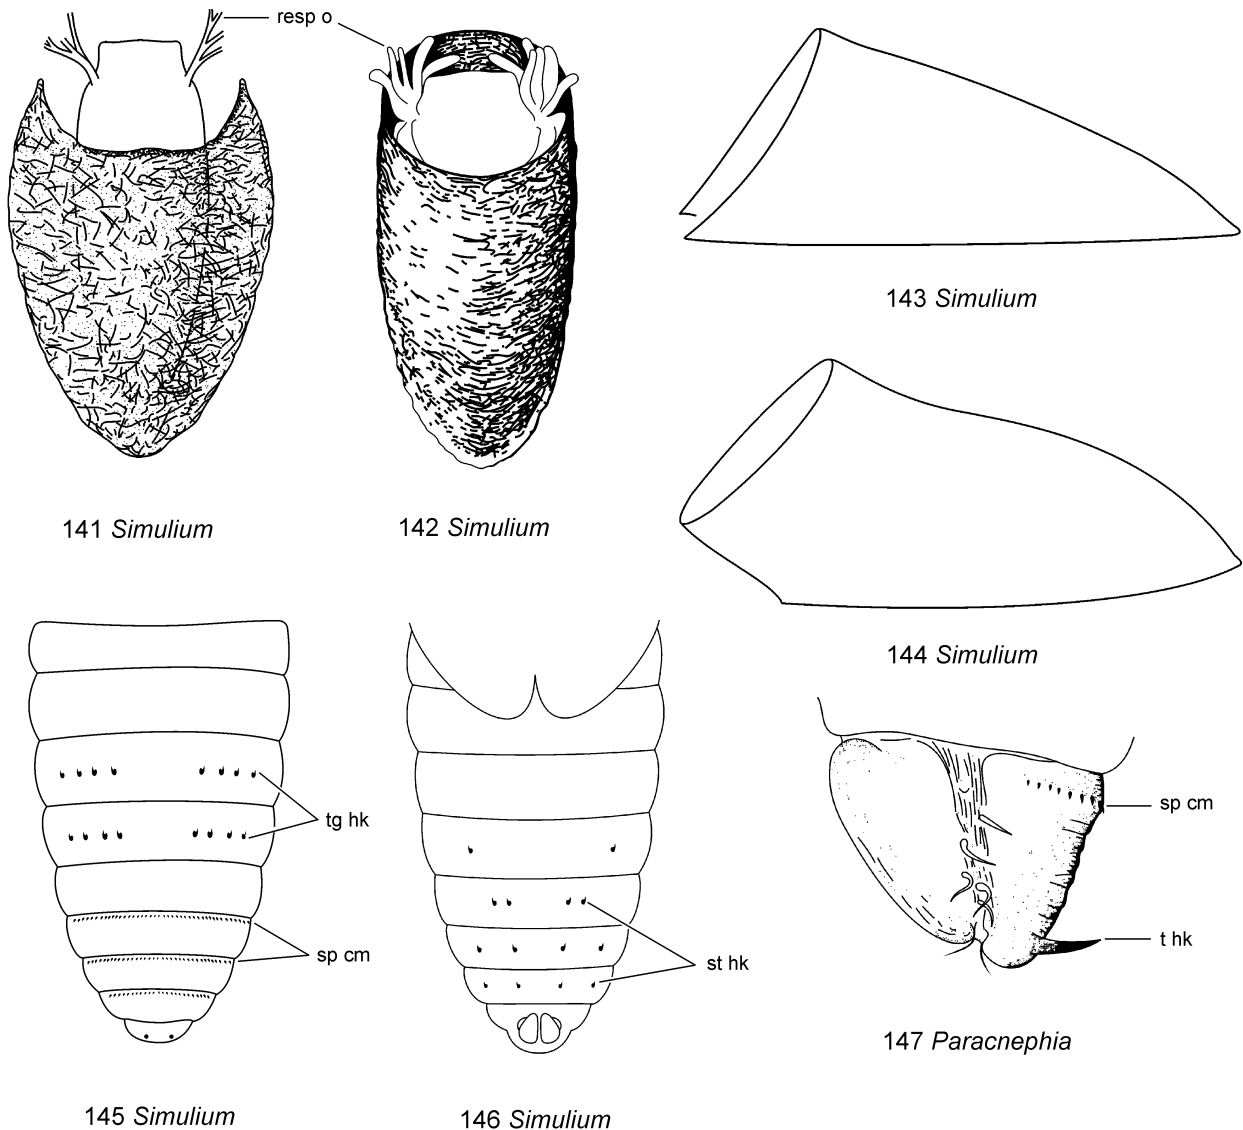 resp o
141 Simulium
142 Simulium
143 Simulium
144 Simulium
tg hk
sp cm
st hk
sp cm
t hk
147 Paracnephia
145 Simulium
146 Simulium